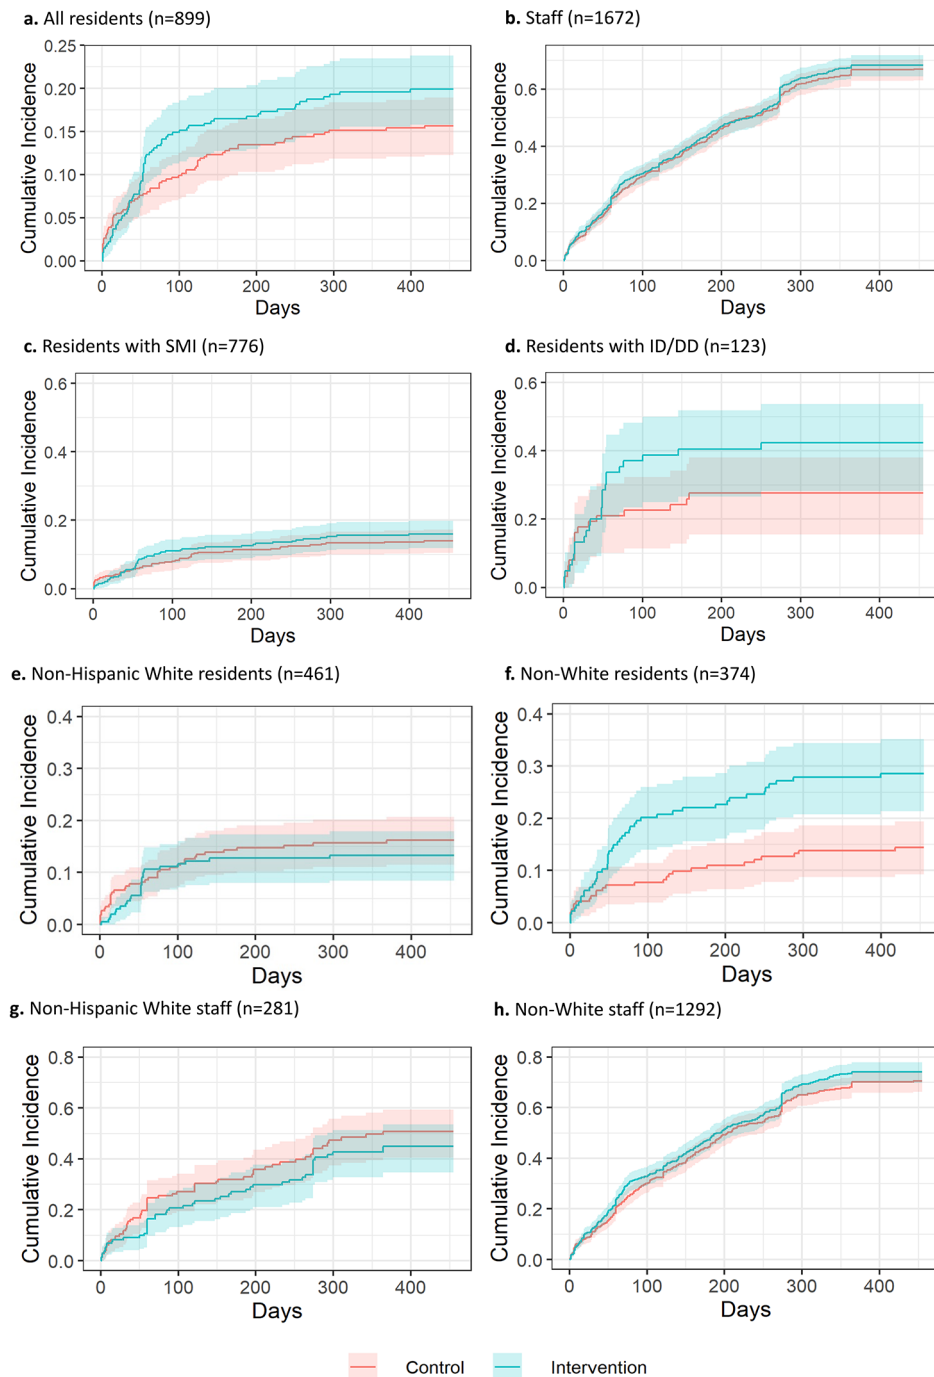 a. All residents (n=899)
b. Staff (n=1672)
Cumulative Incidence
0.25
0.20
0.15
0.10
0.05
0.00
0 100 200 300 400
Days
Cumulative Incidence
0.6
0.4
0.2
0.0
0 100 200 300 400
Days
c. Residents with SMI (n=776)
d. Residents with ID/DD (n=123)
Cumulative Incidence
0.6
0.4
0.2
0.0
0 100 200 300 400
Days
Cumulative Incidence
0.6
0.4
0.2
0.0
0 100 200 300 400
Days
e. Non-Hispanic White residents (n=461)
f. Non-White residents (n=374)
Cumulative Incidence
0.4
0.3
0.2
0.1
0.0
0 100 200 300 400
Days
Cumulative Incidence
0.4
0.3
0.2
0.1
0.0
0 100 200 300 400
Days
g. Non-Hispanic White staff (n=281)
h. Non-White staff (n=1292)
Cumulative Incidence
0.8
0.6
0.4
0.2
0.0
0 100 200 300 400
Days
Cumulative Incidence
0.8
0.6
0.4
0.2
0.0
0 100 200 300 400
Days
Control Intervention